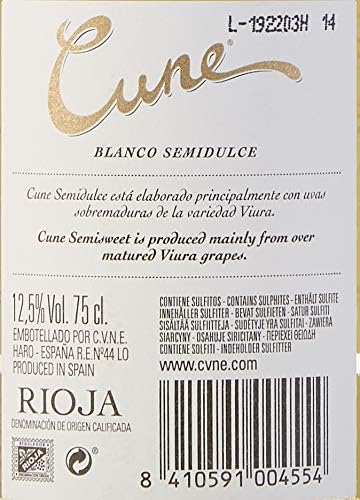 L-192203H 14
Cune
BLANCO SEMIDULCE
Cune Semidulce está elaborado principalmente con uvas
sobremaduras de la variedad Viura.
Cune Semisweet is produced mainly from over
matured Viura grapes.
12,5% Vol. 75 cl.
EMBOTELLADO POR C.V.N.E.
HARO - ESPAÑA R.E.Nº44 LO
PRODUCED IN SPAIN
CONTIENE SULFITOS - CONTAINS SULPHITES - ENTHÄLT SULFITE
INNEHÅLLER SULFITER - BEVAT SULFIETEN - SATUR SULFITI
SISÄLTÄÄ SULFIITTEJA - SUDĖTYJE YRA SULFITAI - ZAWIERA
SIARCYNY - OSAHUJE SIRICITANY - ΠΕΡΙΕΧΕΙ ΘΕΙΩΔΗ
CONTIENE SOLFITI - INDEHOLDER SULFITTER
www.cvne.com
RIOJA
DENOMINACIÓN DE ORIGEN CALIFICADA
RIOJA
8 410591 004554